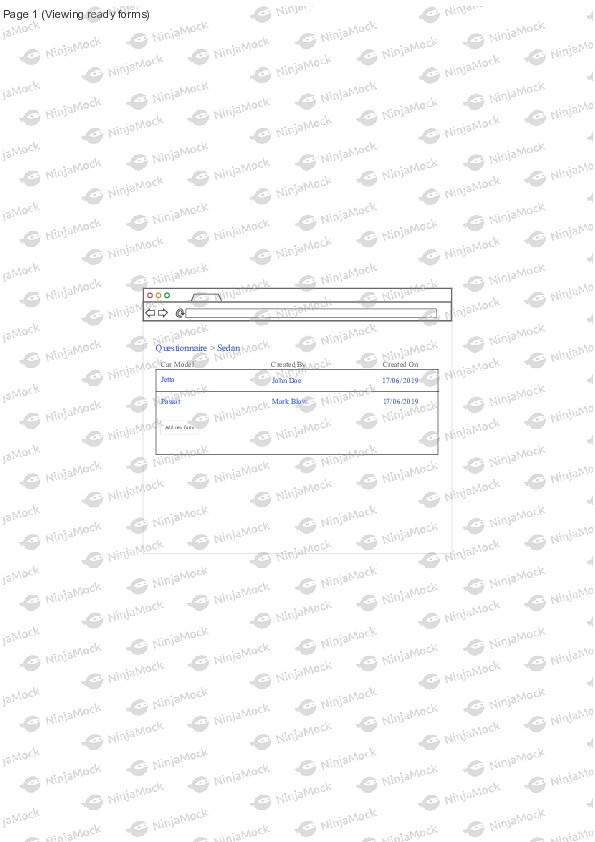 Page 1 (Viewing ready forms)
Questionnaire > Sedan
Car Model Created By Created On
Jetta John Doe 17/06/2019
Passat Mark Blow 17/06/2019
Add new form
NinjaMock